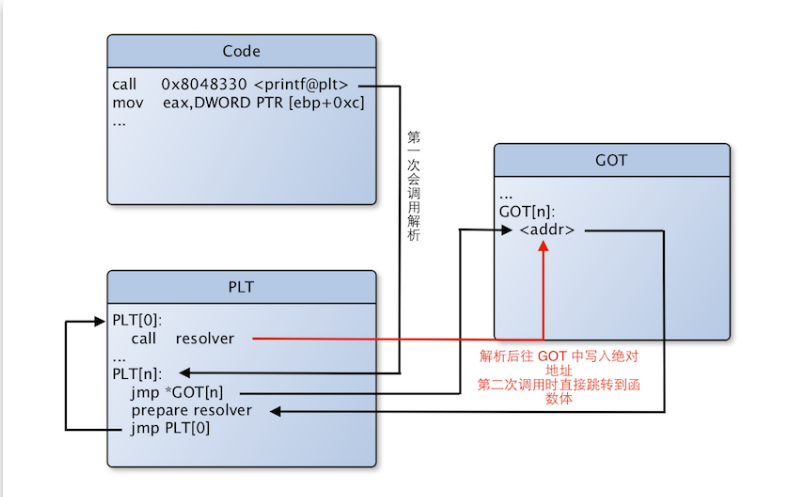 Code
call 0x8048330 <printf@plt>
mov eax,DWORD PTR [ebp+0xc]
...
第一次会调用解析
GOT
...
GOT[n]:
<addr>
PLT
PLT[0]:
call resolver
...
PLT[n]:
jmp *GOT[n]
prepare resolver
jmp PLT[0]
解析后往 GOT 中写入绝对
地址
第二次调用时直接跳转到函
数体